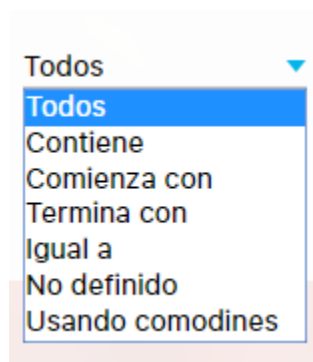 Todos
Todos
Contiene
Comienza con
Termina con
Igual a
No definido
Usando comodines